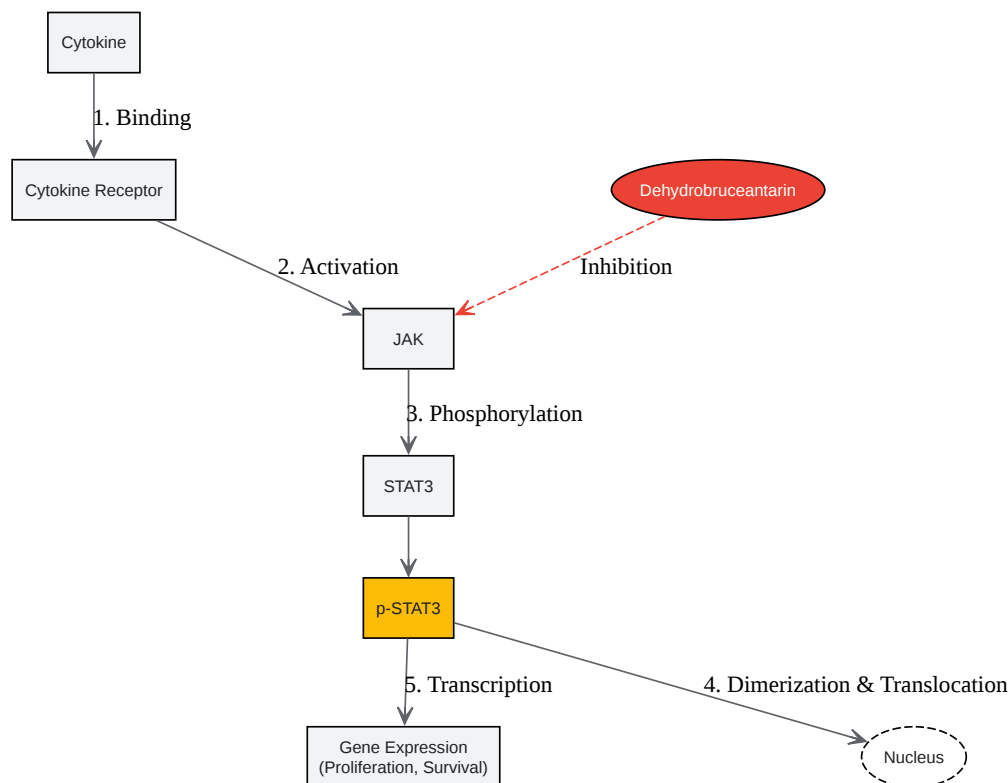 Cytokine
1. Binding
Cytokine Receptor
Dehydrobruceantarin
2. Activation
Inhibition
JAK
3. Phosphorylation
STAT3
p-STAT3
5. Transcription
4. Dimerization & Translocation
Gene Expression
(Proliferation, Survival)
Nucleus